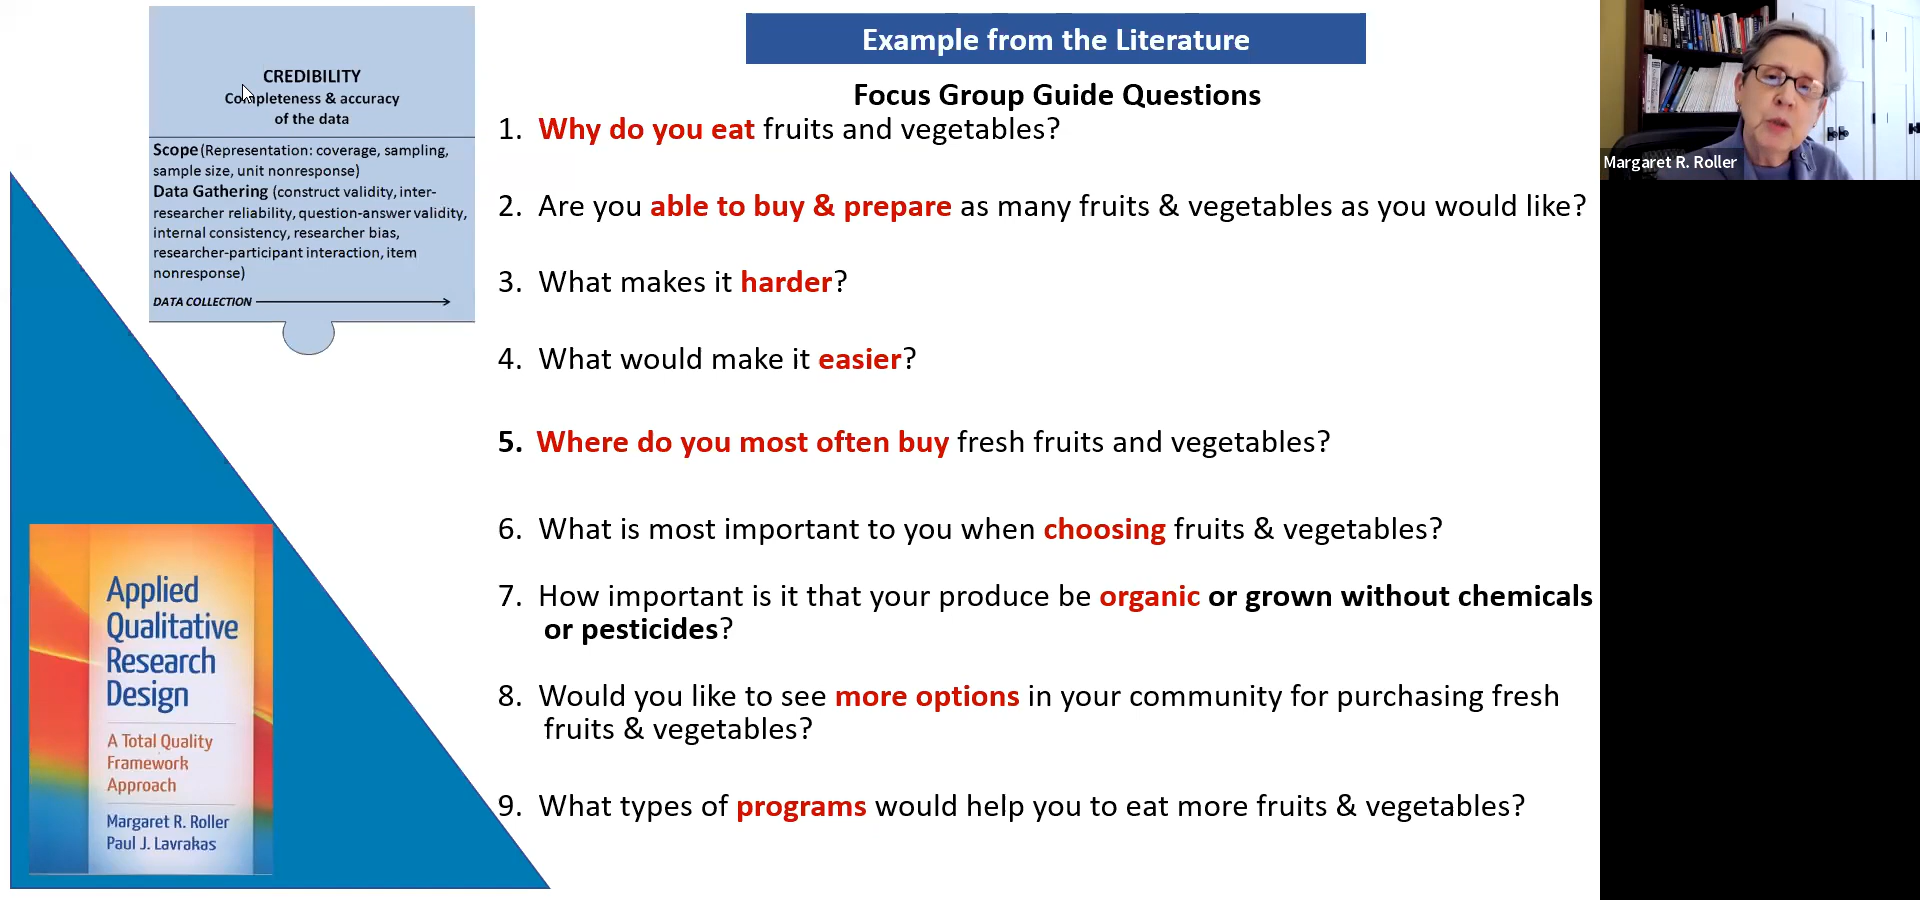 CREDIBILITY
Completeness & accuracy
of the data
Scope (Representation: coverage, sampling,
sample size, unit nonresponse)
Data Gathering (construct validity, inter-
researcher reliability, question-answer validity,
internal consistency, researcher bias,
researcher-participant interaction, item
nonresponse)
DATA COLLECTION
Applied
Qualitative
Research
Design
A Total Quality
Framework
Approach
Margaret R. Roller
Paul J. Lavrakas
Example from the Literature
Focus Group Guide Questions
1. Why do you eat fruits and vegetables?
2. Are you able to buy & prepare as many fruits & vegetables as you would like?
3. What makes it harder?
4. What would make it easier?
5. Where do you most often buy fresh fruits and vegetables?
6. What is most important to you when choosing fruits & vegetables?
7. How important is it that your produce be organic or grown without chemicals
or pesticides?
8. Would you like to see more options in your community for purchasing fresh
fruits & vegetables?
9. What types of programs would help you to eat more fruits & vegetables?
Margaret R. Roller